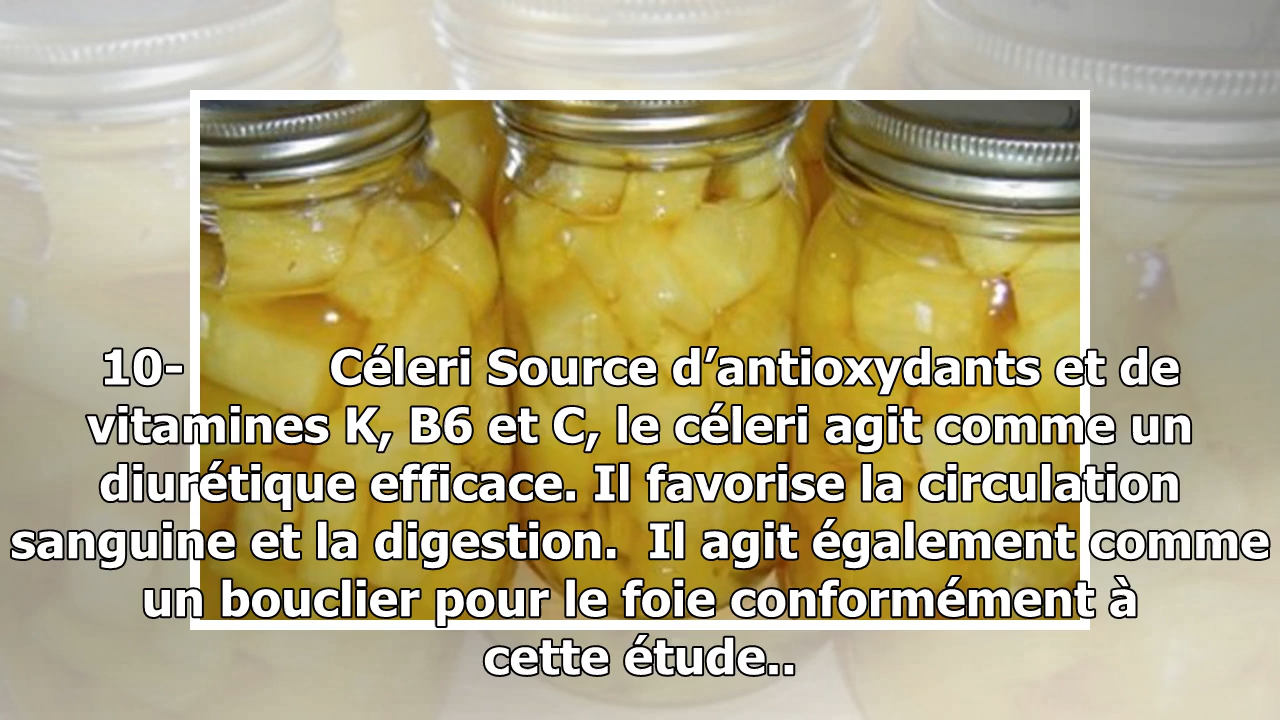 10- Céleri Source d’antioxydants et de
vitamines K, B6 et C, le céleri agit comme un
diurétique efficace. Il favorise la circulation
sanguine et la digestion.  Il agit également comme
un bouclier pour le foie conformément à
cette étude..